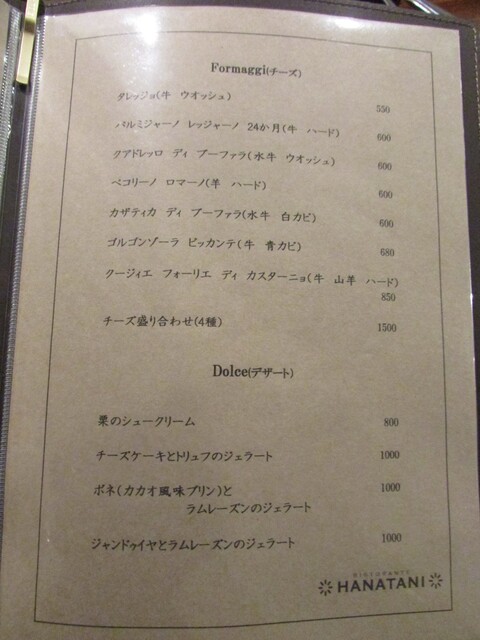 Formaggi(チーズ)
タレッジョ(牛 ウオッシュ) 550
パルミジャーノ レッジャーノ 24か月(牛 ハード) 600
クアドレッロ ディ ブーファラ(水牛 ウオッシュ) 600
ペコリーノ ロマーノ(羊 ハード) 600
カザティカ ディ ブーファラ(水牛 白カビ) 600
ゴルゴンゾーラ ピッカンテ(牛 青カビ) 680
クージィエ フォーリエ ディ カスターニョ(牛 山羊 ハード)
850
チーズ盛り合わせ(4種) 1500
Dolce(デザート)
栗のシュークリーム 800
チーズケーキとトリュフのジェラート 1000
ボネ(カカオ風味プリン)と 1000
ラムレーズンのジェラート
ジャンドゥイヤとラムレーズンのジェラート 1000
RISTORANTE
HANATANI